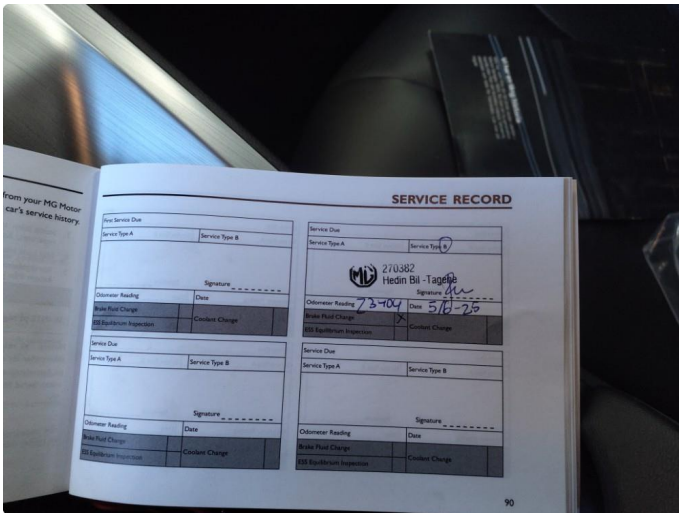 from your MG Motor
car's service history.
SERVICE RECORD
First Service Due
Service Type A
Service Type B
Signature
Odometer Reading
Date
Brake Fluid Change
Coolant Change
ESS Equilibrium Inspection
Service Due
Service Type A
Service Type B
270382
Hedin Bil -Tagene
Signature
Odometer Reading
Date
Brake Fluid Change
X
Coolant Change
ESS Equilibrium Inspection
Service Due
Service Type A
Service Type B
Signature
Odometer Reading
Date
Brake Fluid Change
Coolant Change
ESS Equilibrium Inspection
Service Due
Service Type A
Service Type B
Signature
Odometer Reading
Date
Brake Fluid Change
Coolant Change
ESS Equilibrium Inspection
90